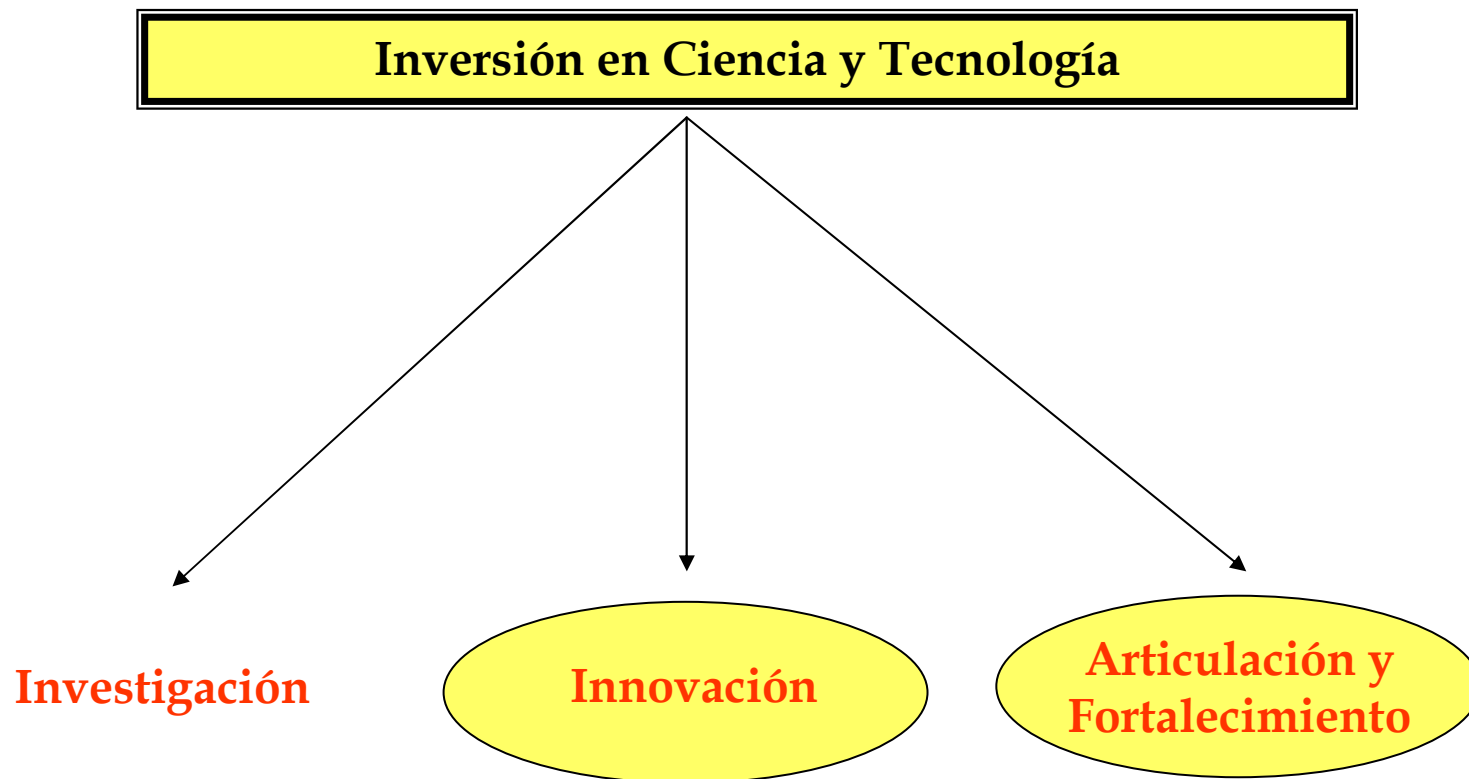 Inversión en Ciencia y Tecnología
Investigación
Innovación
Articulación y
Fortalecimiento